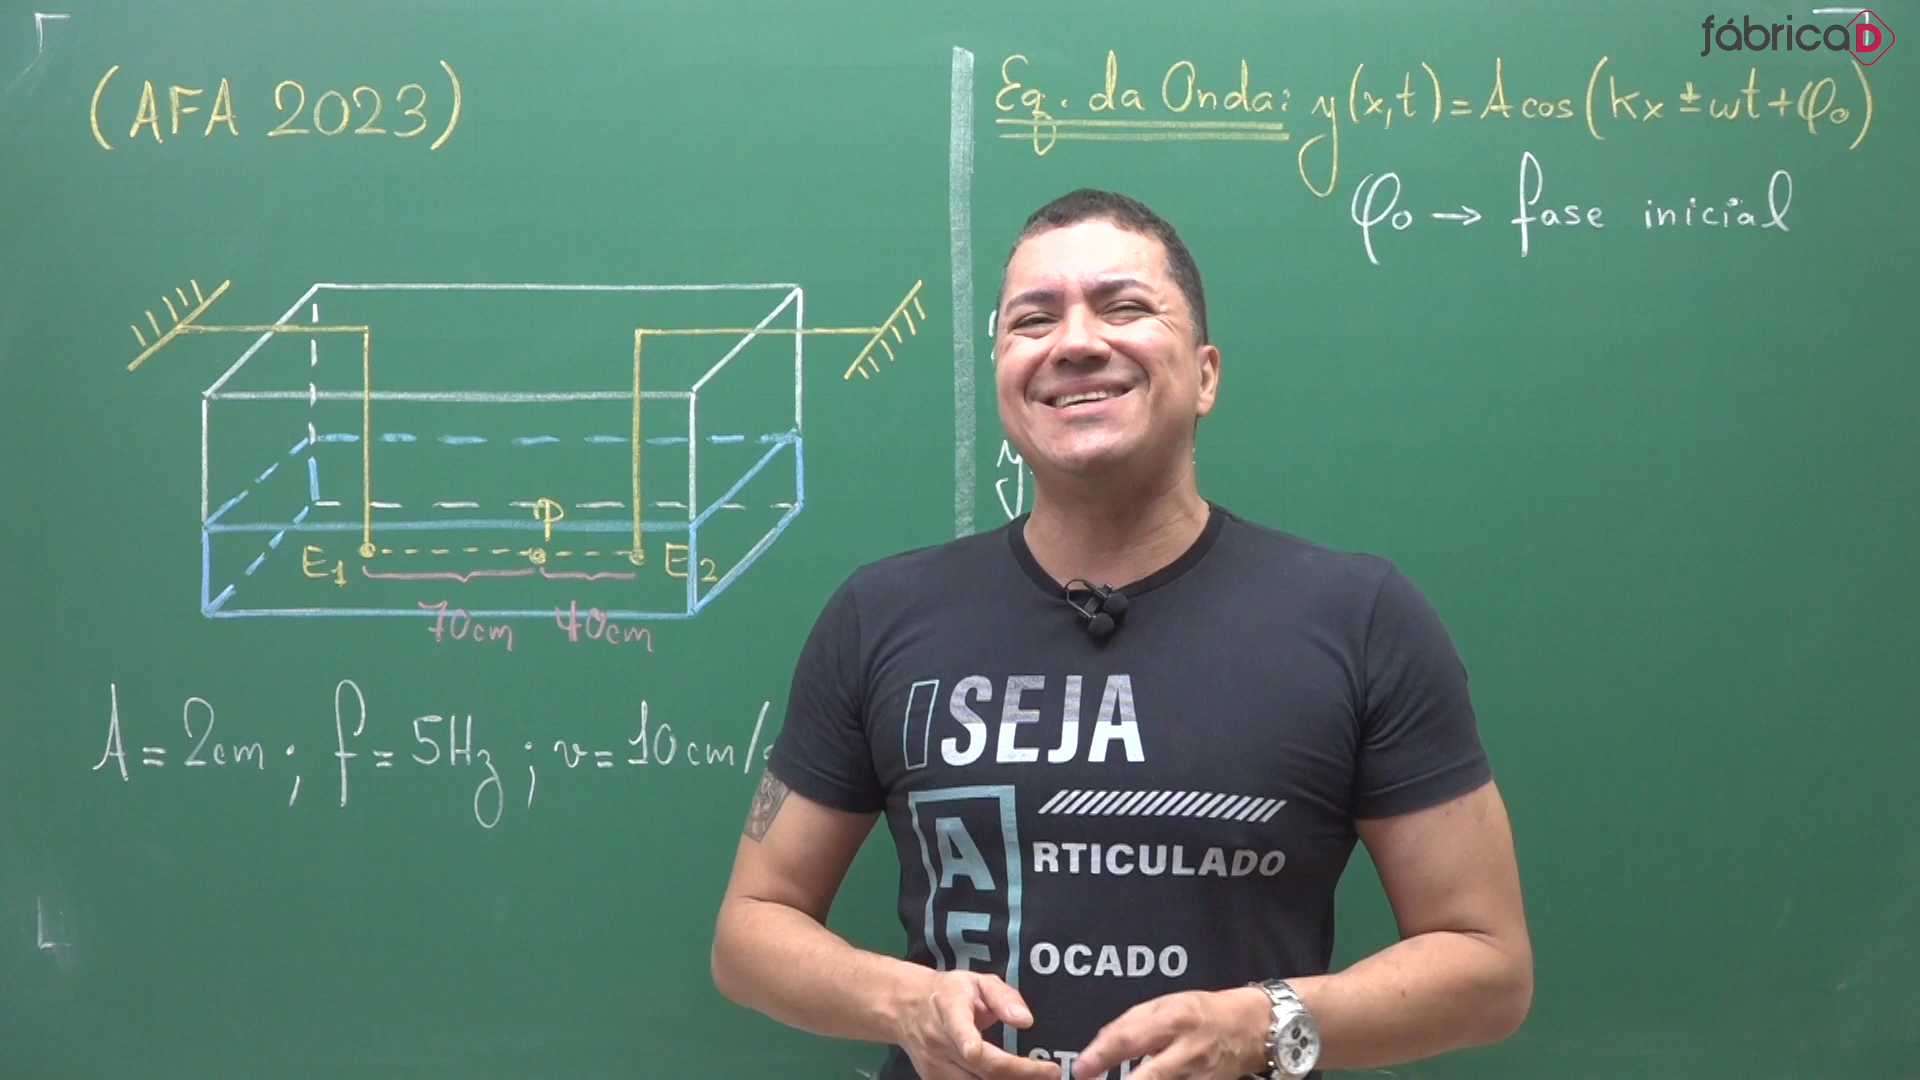 fábricaD
(AFA 2023)
Eq. da Onda: y(x,t) = A cos (kx ± wt + φ₀)
φ₀ → fase inicial
P
E₁ E₂
70cm 40cm
A = 2cm ; f = 5Hz ; v = 10cm/
SEJA
A
RTICULADO
F
OCADO